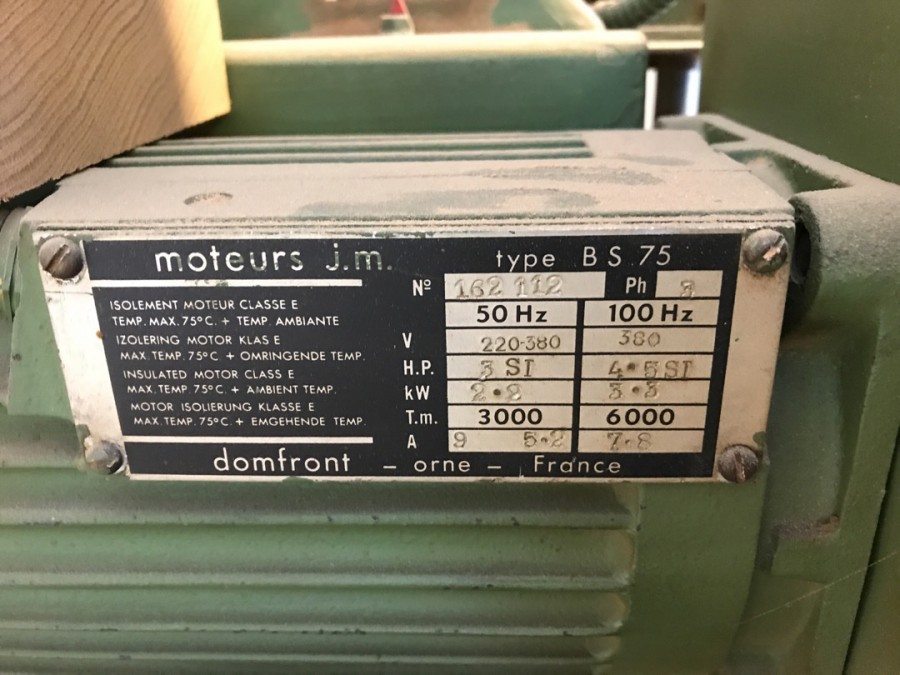 moteurs j.m. type BS 75
Nº 162 112 Ph 3
ISOLEMENT MOTEUR CLASSE E
TEMP. MAX. 75°C. + TEMP. AMBIANTE
IZOLERING MOTOR KLAS E
MAX. TEMP. 75°C + OMRINGENDE TEMP.
INSULATED MOTOR CLASS E
MAX. TEMP. 75°C. + AMBIENT TEMP.
MOTOR ISOLIERUNG KLASSE E
MAX. TEMP. 75°C. + EMGEHENDE TEMP.
50 Hz 100 Hz
V 220-380 380
H.P. 3 SI 4.5 SI
kW 2.2 3.3
T.m. 3000 6000
A 9 5.2 7.8
domfront – orne – France